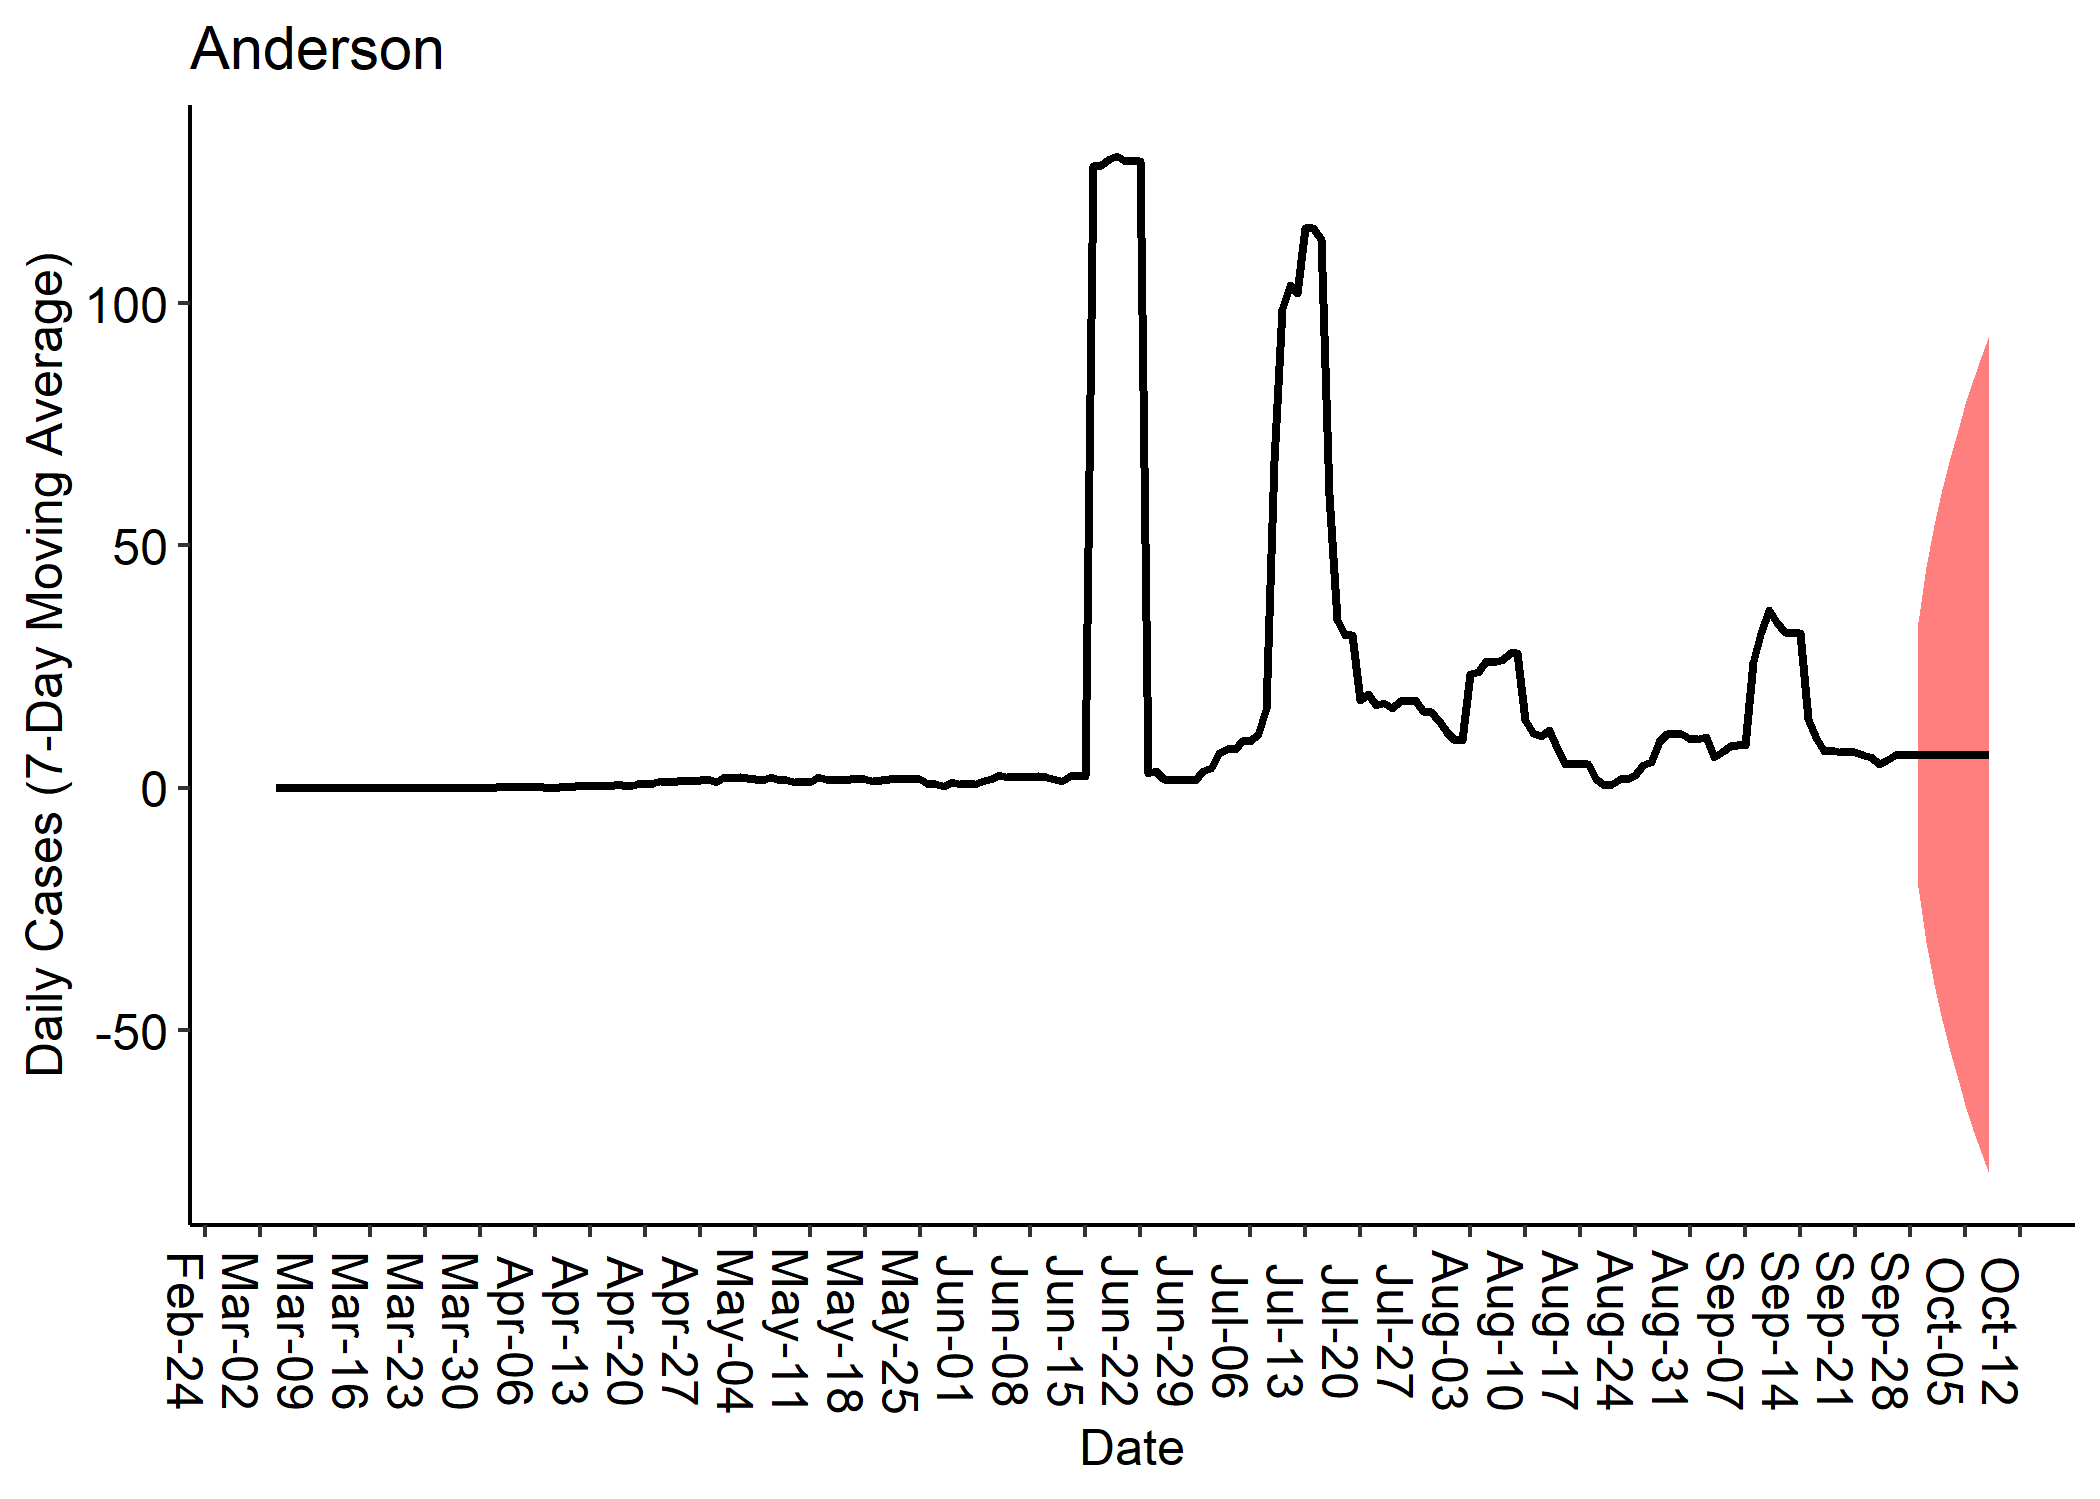 Anderson
Daily Cases (7-Day Moving Average)
100
50
0
-50
Feb-24
Mar-02
Mar-09
Mar-16
Mar-23
Mar-30
Apr-06
Apr-13
Apr-20
Apr-27
May-04
May-11
May-18
May-25
Jun-01
Jun-08
Jun-15
Jun-22
Jun-29
Jul-06
Jul-13
Jul-20
Jul-27
Aug-03
Aug-10
Aug-17
Aug-24
Aug-31
Sep-07
Sep-14
Sep-21
Sep-28
Oct-05
Oct-12
Date